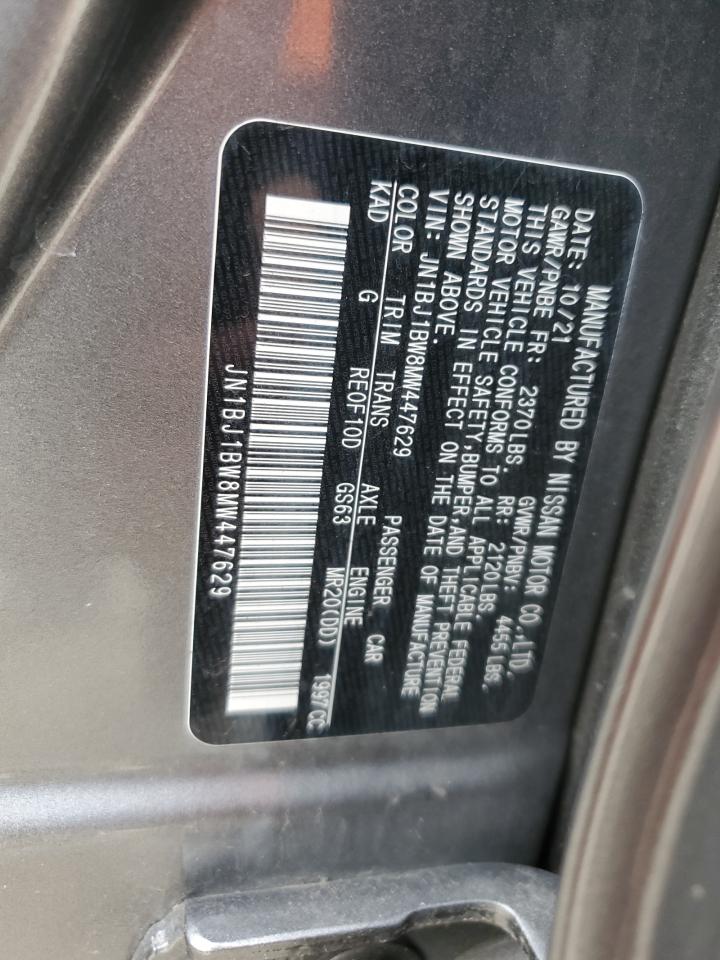 MANUFACTURED BY NISSAN MOTOR CO.,LTD.
DATE: 10/21 GVWR/PNBV: 4455 LBS.
GAWR/PNBE FR: 2370LBS. RR: 2120LBS.
THIS VEHICLE CONFORMS TO ALL APPLICABLE FEDERAL
MOTOR VEHICLE SAFETY,BUMPER,AND THEFT PREVENTION
STANDARDS IN EFFECT ON THE DATE OF MANUFACTURE
SHOWN ABOVE.
VIN: JN1BJ1BW8MW447629 PASSENGER CAR
COLOR TRIM TRANS AXLE ENGINE
KAD G RE0F10D GS63 MR20(DD) 1997CC
JN1BJ1BW8MW447629